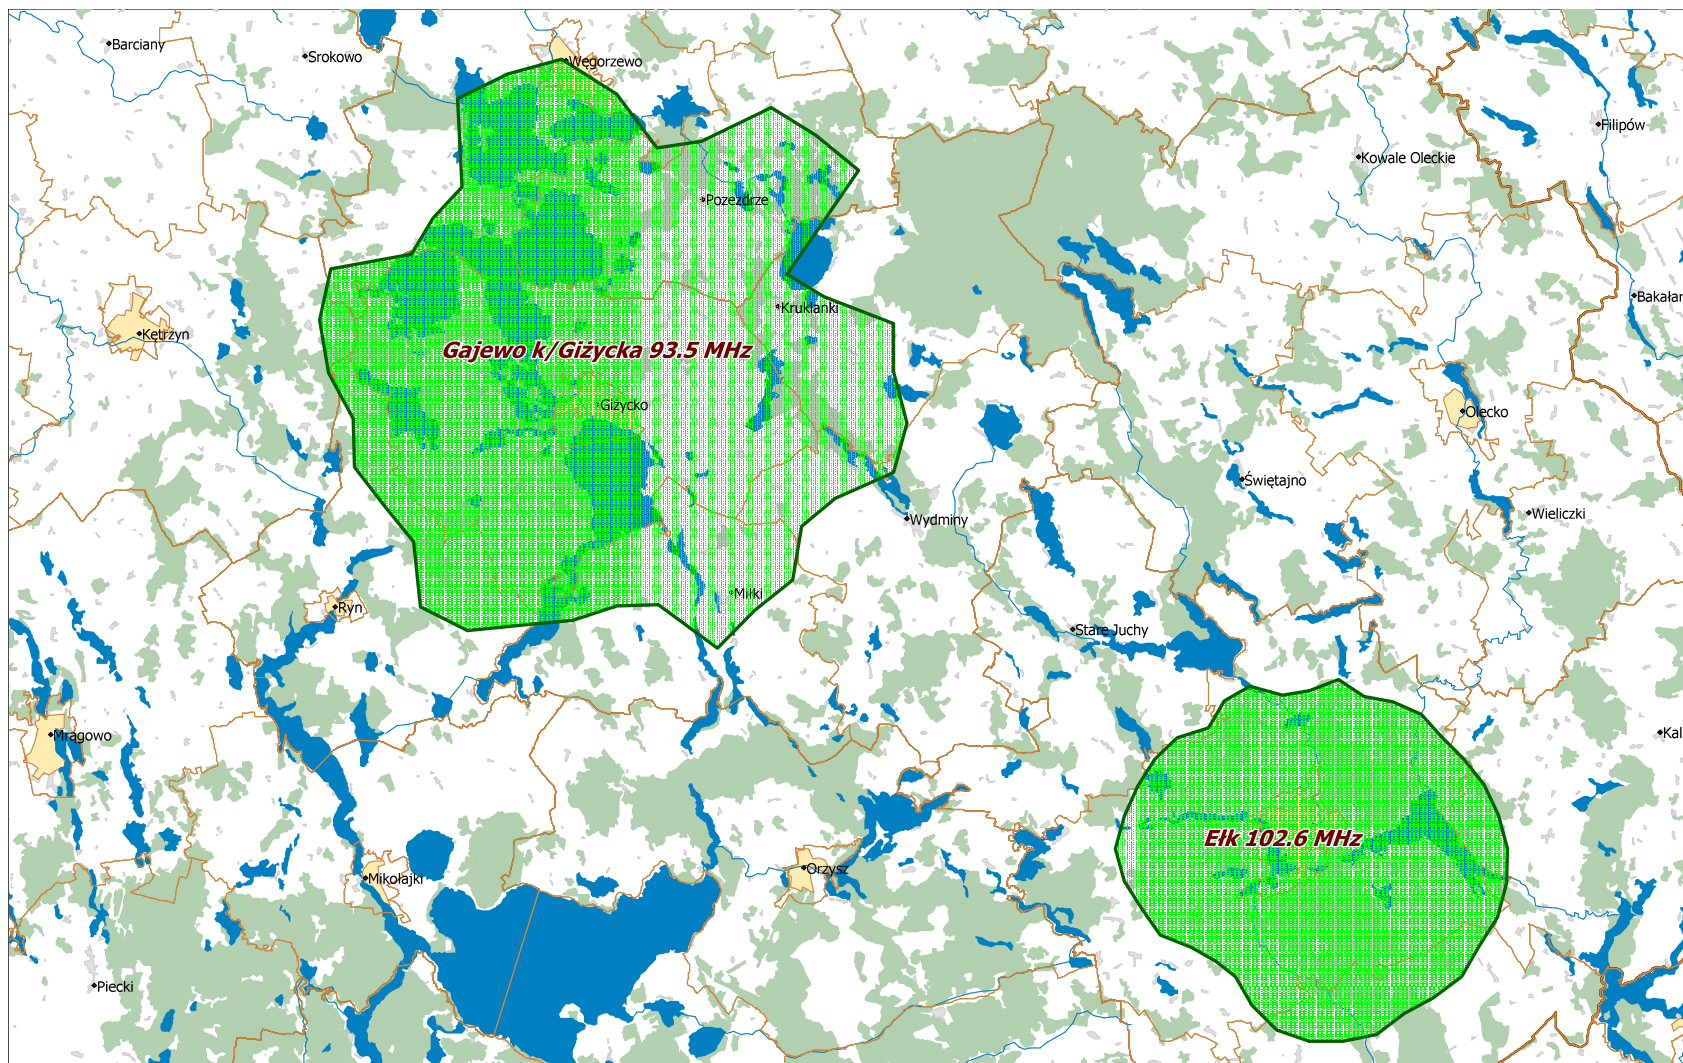 Barciany
Srokowo
Węgorzewo
Filipów
Kowale Oleckie
Pozezdrze
Kruklanki
Kętrzyn
Gajewo k/Giżycka 93.5 MHz
Giżycko
Olecko
Świętajno
Wieliczki
Wydminy
Miłki
Ryn
Stare Juchy
Mrągowo
Kal
Ełk 102.6 MHz
Orzysz
Mikołajki
Piecki
Bakałar